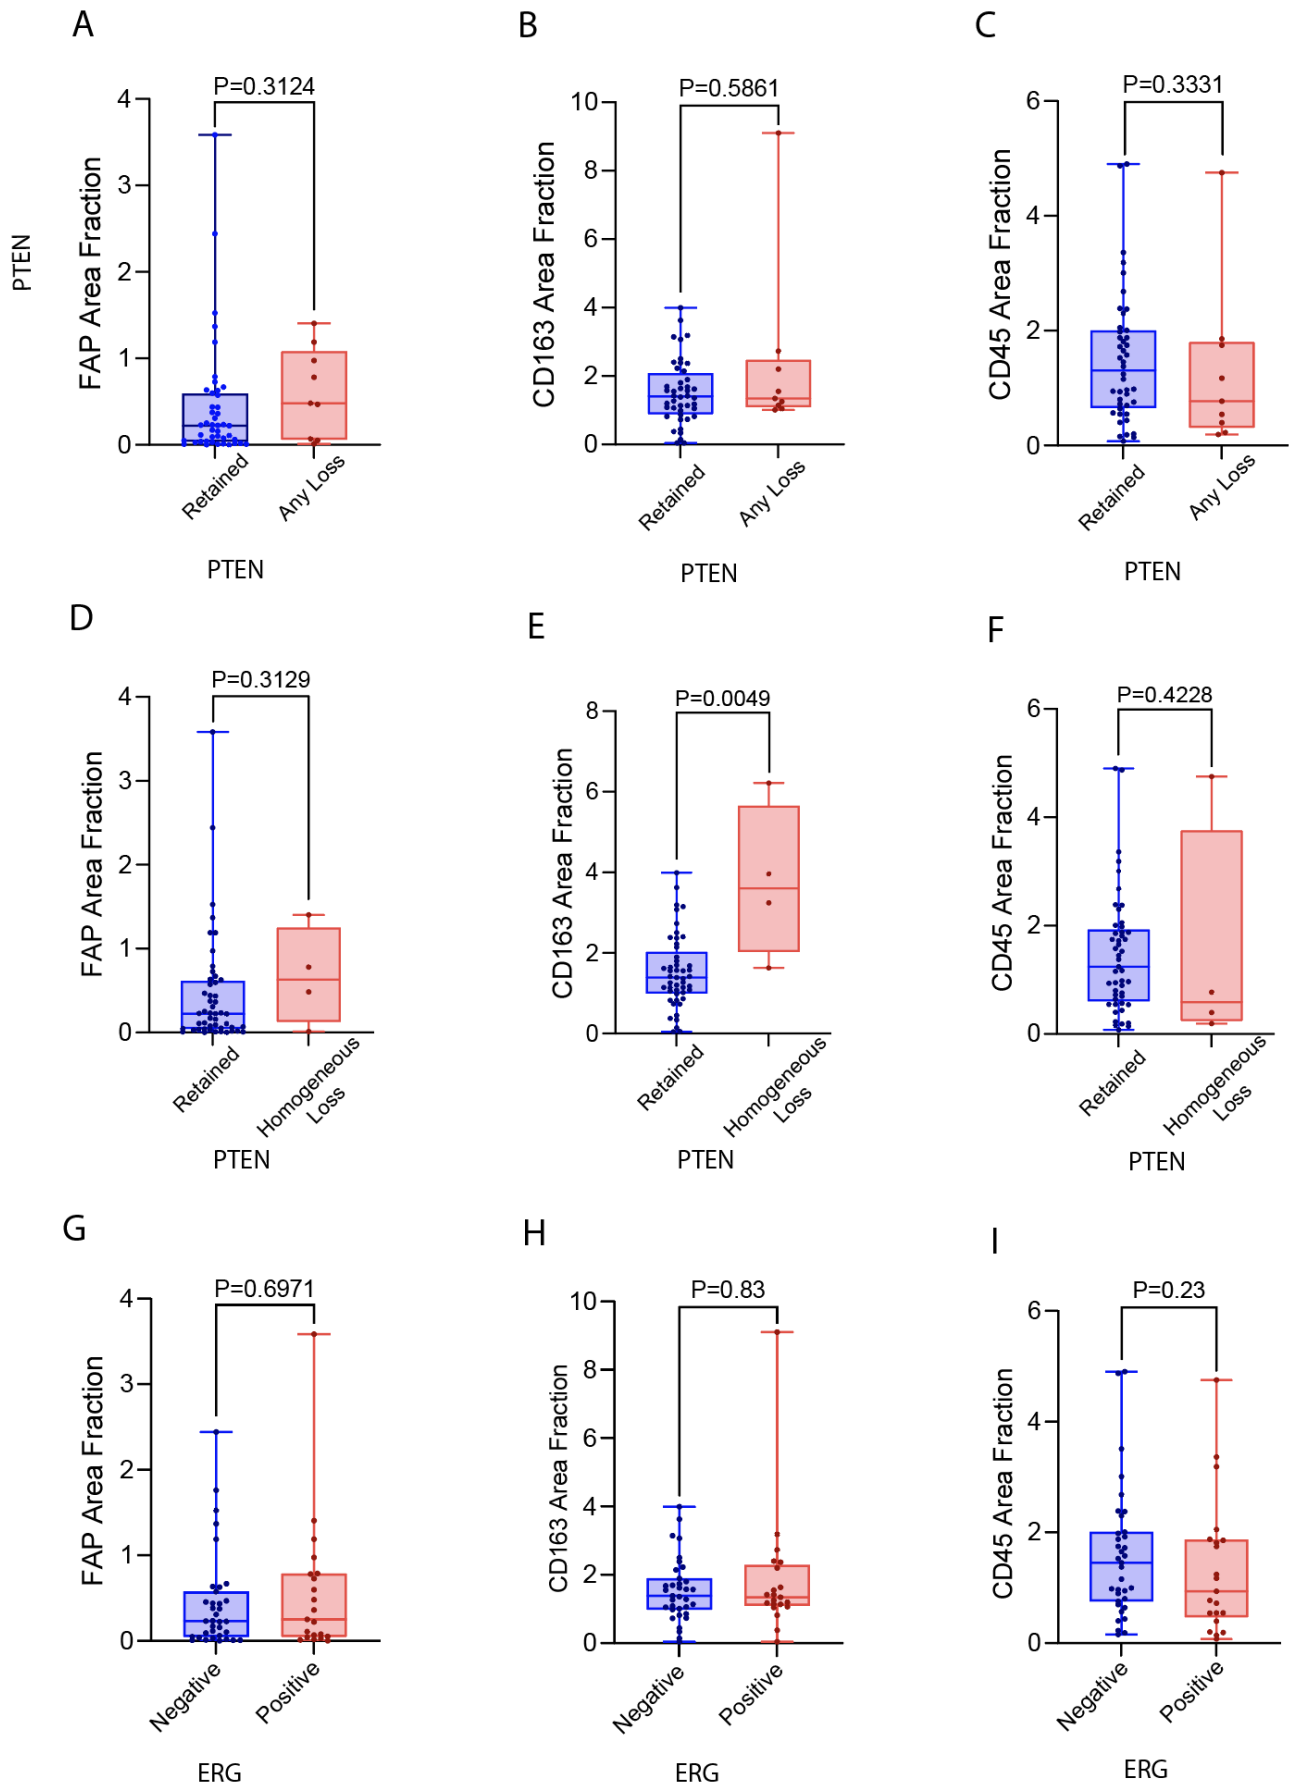 A
B
C
PTEN
P=0.3124
FAP Area Fraction
4
3
2
1
0
Retained
Any Loss
PTEN
P=0.5861
CD163 Area Fraction
10
8
6
4
2
0
Retained
Any Loss
PTEN
P=0.3331
CD45 Area Fraction
6
4
2
0
Retained
Any Loss
PTEN
D
E
F
P=0.3129
FAP Area Fraction
4
3
2
1
0
Retained
Homogeneous
Loss
PTEN
P=0.0049
CD163 Area Fraction
8
6
4
2
0
Retained
Homogeneous
Loss
PTEN
P=0.4228
CD45 Area Fraction
6
4
2
0
Retained
Homogeneous
Loss
PTEN
G
H
I
P=0.6971
FAP Area Fraction
4
3
2
1
0
Negative
Positive
ERG
P=0.83
CD163 Area Fraction
10
8
6
4
2
0
Negative
Positive
ERG
P=0.23
CD45 Area Fraction
6
4
2
0
Negative
Positive
ERG